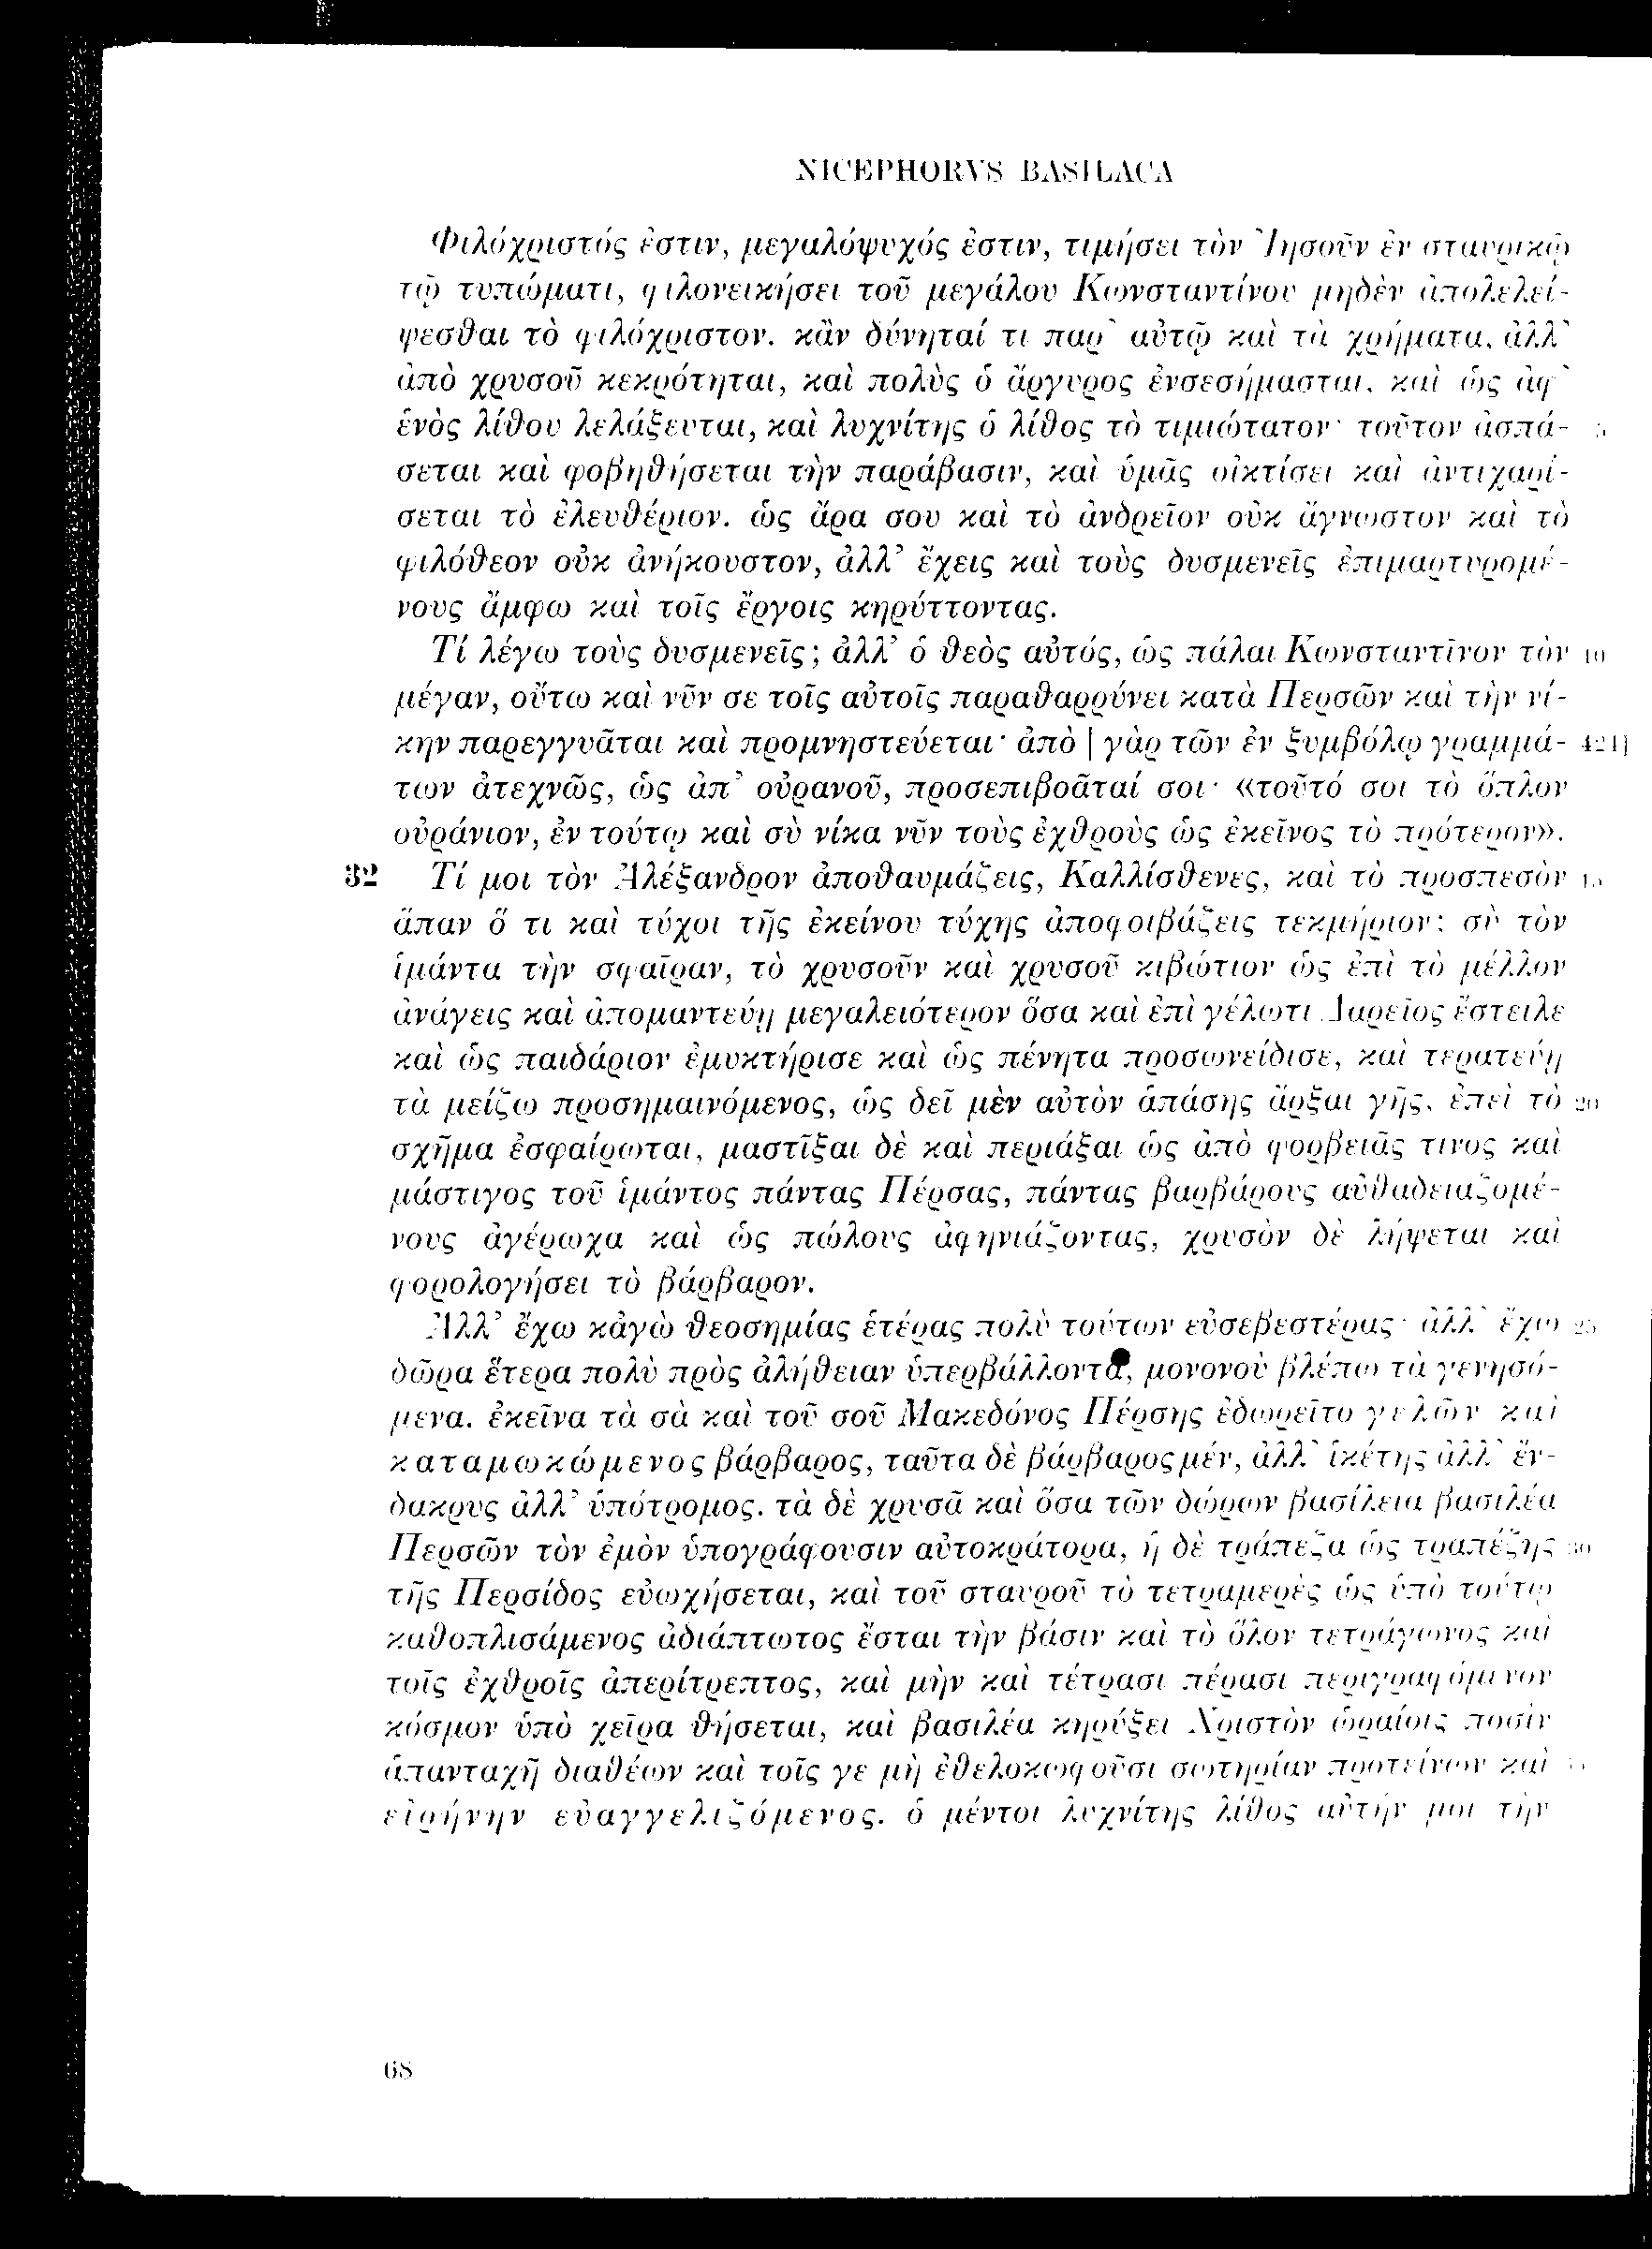 NICEPHORVS BASILACA
Φιλόχριστός ἐστιν, μεγαλόψυχός ἐστιν, τιμήσει τὸν Ἰησοῦν ἐν σταυρικῷ
τῷ τυπώματι, φιλονεικήσει τοῦ μεγάλου Κωνσταντίνου μηδὲν ἀπολελεί-
ψεσθαι τὸ φιλόχριστον. κἂν δύνηταί τι παρ᾽ αὐτῷ καὶ τὰ χρήματα, ἀλλ᾽
ἀπὸ χρυσοῦ κεκρότηται, καὶ πολὺς ὁ ἄργυρος ἐνσεσήμασται, καὶ ὡς ἀφ᾽
ἑνὸς λίθου λελάξευται, καὶ λυχνίτης ὁ λίθος τὸ τιμιώτατον· τοῦτον ἀσπά- 5
σεται καὶ φοβηθήσεται τὴν παράβασιν, καὶ ὑμᾶς οἰκτίσει καὶ ἀντιχαρί-
σεται τὸ ἐλευθέριον. ὡς ἄρα σου καὶ τὸ ἀνδρεῖον οὐκ ἄγνωστον καὶ τὸ
φιλόθεον οὐκ ἀνήκουστον, ἀλλ᾽ ἔχεις καὶ τοὺς δυσμενεῖς ἐπιμαρτυρομέ-
νους ἄμφω καὶ τοῖς ἔργοις κηρύττοντας.
Τί λέγω τοὺς δυσμενεῖς; ἀλλ᾽ ὁ θεὸς αὐτός, ὡς πάλαι Κωνσταντῖνον τὸν 10
μέγαν, οὕτω καὶ νῦν σε τοῖς αὐτοῖς παραθαρρύνει κατὰ Περσῶν καὶ τὴν νί-
κην παρεγγυᾶται καὶ προμνηστεύεται· ἀπὸ | γὰρ τῶν ἐν ξυμβόλῳ γραμμά-
των ἀτεχνῶς, ὡς ἀπ᾽ οὐρανοῦ, προσεπιβοᾶταί σοι· «τοῦτό σοι τὸ ὅπλον
οὐράνιον, ἐν τούτῳ καὶ σὺ νίκα νῦν τοὺς ἐχθροὺς ὡς ἐκεῖνος τὸ πρότερον».
32 Τί μοι τὸν Ἀλέξανδρον ἀποθαυμάζεις, Καλλίσθενες, καὶ τὸ προσπεσὸν 15
ἅπαν ὅ τι καὶ τύχοι τῆς ἐκείνου τύχης ἀποφοιβάζεις τεκμήριον; σὺ τὸν
ἱμάντα τὴν σφαῖραν, τὸ χρυσοῦν καὶ χρυσοῦ κιβώτιον ὡς ἐπὶ τὸ μέλλον
ἀνάγεις καὶ ἀπομαντεύῃ μεγαλειότερον ὅσα καὶ ἐπὶ γέλωτι Δαρεῖος ἔστειλε
καὶ ὡς παιδάριον ἐμυκτήρισε καὶ ὡς πένητα προσωνείδισε, καὶ τερατεύῃ
τὰ μείζω προσημαινόμενος, ὡς δεῖ μὲν αὐτὸν ἁπάσης ἄρξαι γῆς, ἐπεὶ τὸ 20
σχῆμα ἐσφαίρωται, μαστῖξαι δὲ καὶ περιάξαι ὡς ἀπὸ φορβειᾶς τινος καὶ
μάστιγος τοῦ ἱμάντος πάντας Πέρσας, πάντας βαρβάρους αὐθαδειαζομέ-
νους ἀγέρωχα καὶ ὡς πώλους ἀφηνιάζοντας, χρυσὸν δὲ λήψεται καὶ
φορολογήσει τὸ βάρβαρον.
Ἀλλ᾽ ἔχω κἀγὼ θεοσημίας ἑτέρας πολὺ τούτων εὐσεβεστέρας· ἀλλ᾽ ἔχω 25
δῶρα ἕτερα πολὺ πρὸς ἀλήθειαν ὑπερβάλλοντα, μονονοὺ βλέπω τὰ γενησό-
μενα. ἐκεῖνα τὰ σὰ καὶ τοῦ σοῦ Μακεδόνος Πέρσης ἐδωρεῖτο γελῶν καὶ
καταμωκώμενος βάρβαρος, ταῦτα δὲ βάρβαρος μέν, ἀλλ᾽ ἱκέτης ἀλλ᾽ ἔν-
δακρυς ἀλλ᾽ ὑπότρομος. τὰ δὲ χρυσᾶ καὶ ὅσα τῶν δώρων βασίλεια βασιλέα
Περσῶν τὸν ἐμὸν ὑπογράφουσιν αὐτοκράτορα, ἡ δὲ τράπεζα ὡς τραπέζης 30
τῆς Περσίδος εὐωχήσεται, καὶ τοῦ σταυροῦ τὸ τετραμερὲς ὡς ὑπὸ τούτῳ
καθοπλισάμενος ἀδιάπτωτος ἔσται τὴν βάσιν καὶ τὸ ὅλον τετράγωνος καὶ
τοῖς ἐχθροῖς ἀπερίτρεπτος, καὶ μὴν καὶ τέτρασι πέρασι περιγραφόμενον
κόσμον ὑπὸ χεῖρα θήσεται, καὶ βασιλέα κηρύξει Χριστὸν ὡραίοις ποσὶν
ἁπανταχῆ διαθέων καὶ τοῖς γε μὴ ἐθελοκωφοῦσι σωτηρίαν προτείνων καὶ
εἰρήνην εὐαγγελιζόμενος. ὁ μέντοι λυχνίτης λίθος αὐτήν μοι τὴν
68